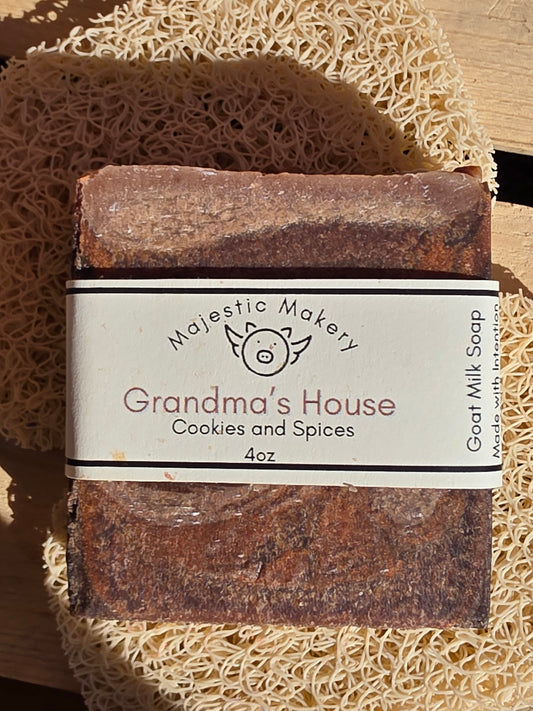 Majestic Makery
Grandma's House
Cookies and Spices
4oz
Goat Milk Soap
Made with Intention